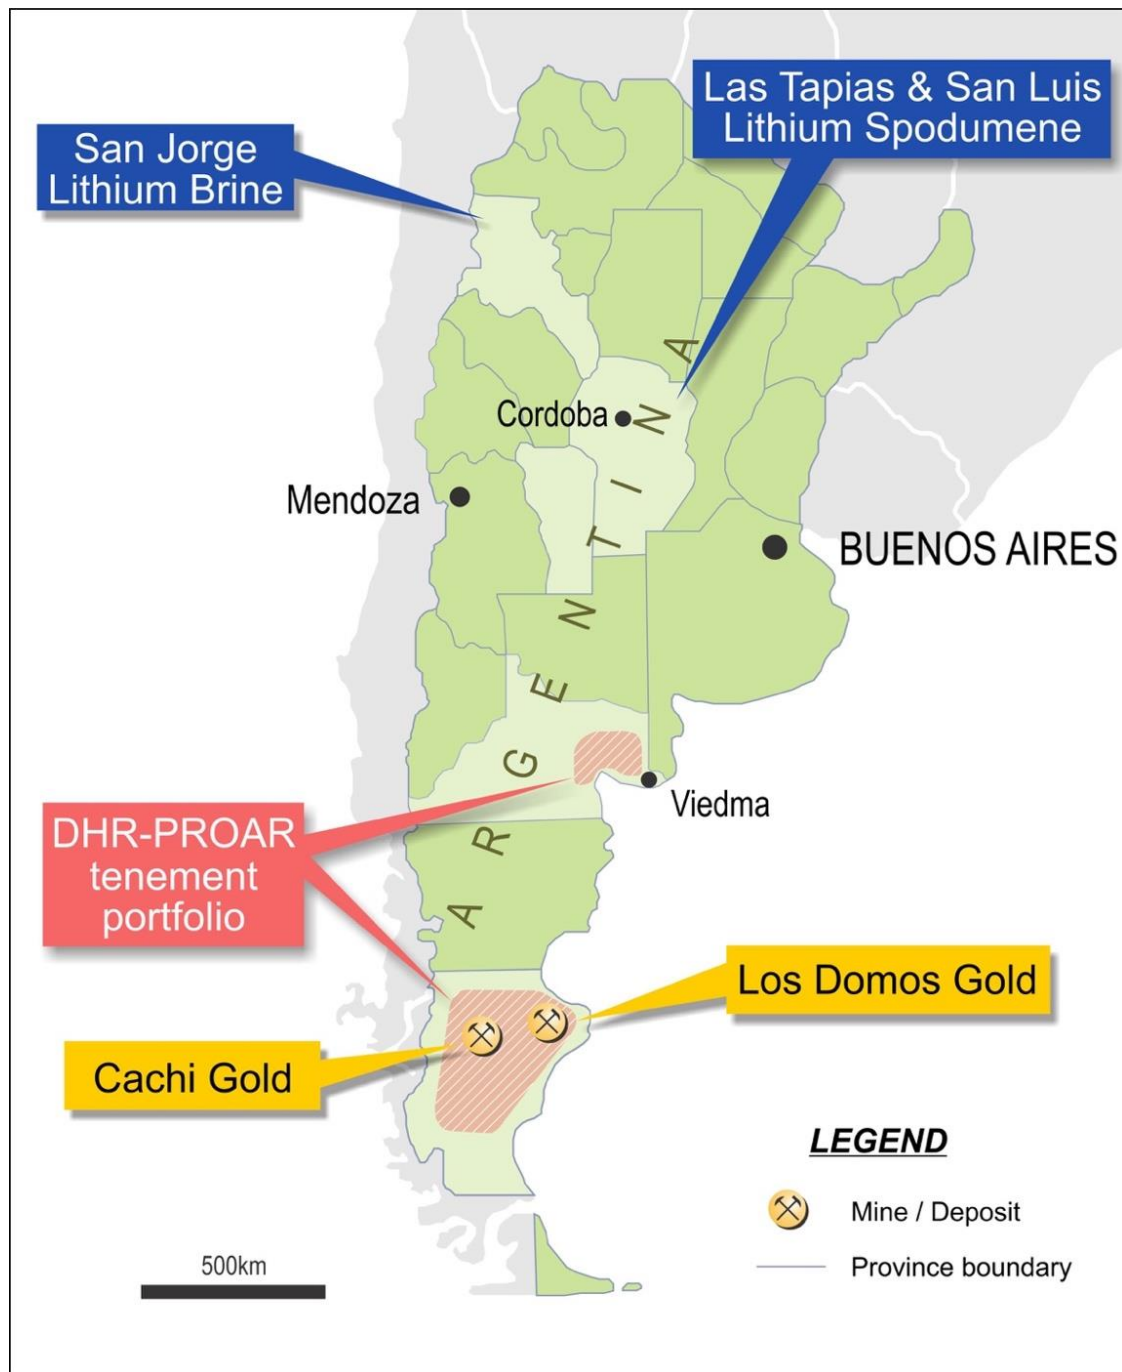 Las Tapias & San Luis
Lithium Spodumene
San Jorge
Lithium Brine
Cordoba
Mendoza
BUENOS AIRES
ARGENTINA
Viedma
DHR-PROAR
tenement
portfolio
Los Domos Gold
Cachi Gold
LEGEND
Mine / Deposit
Province boundary
500km